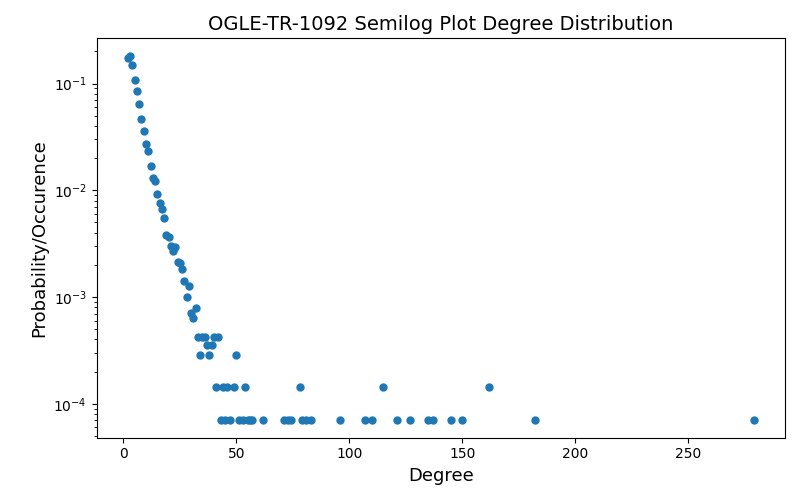 OGLE-TR-1092 Semilog Plot Degree Distribution
Probability/Occurence
10⁻¹
10⁻²
10⁻³
10⁻⁴
0 50 100 150 200 250
Degree